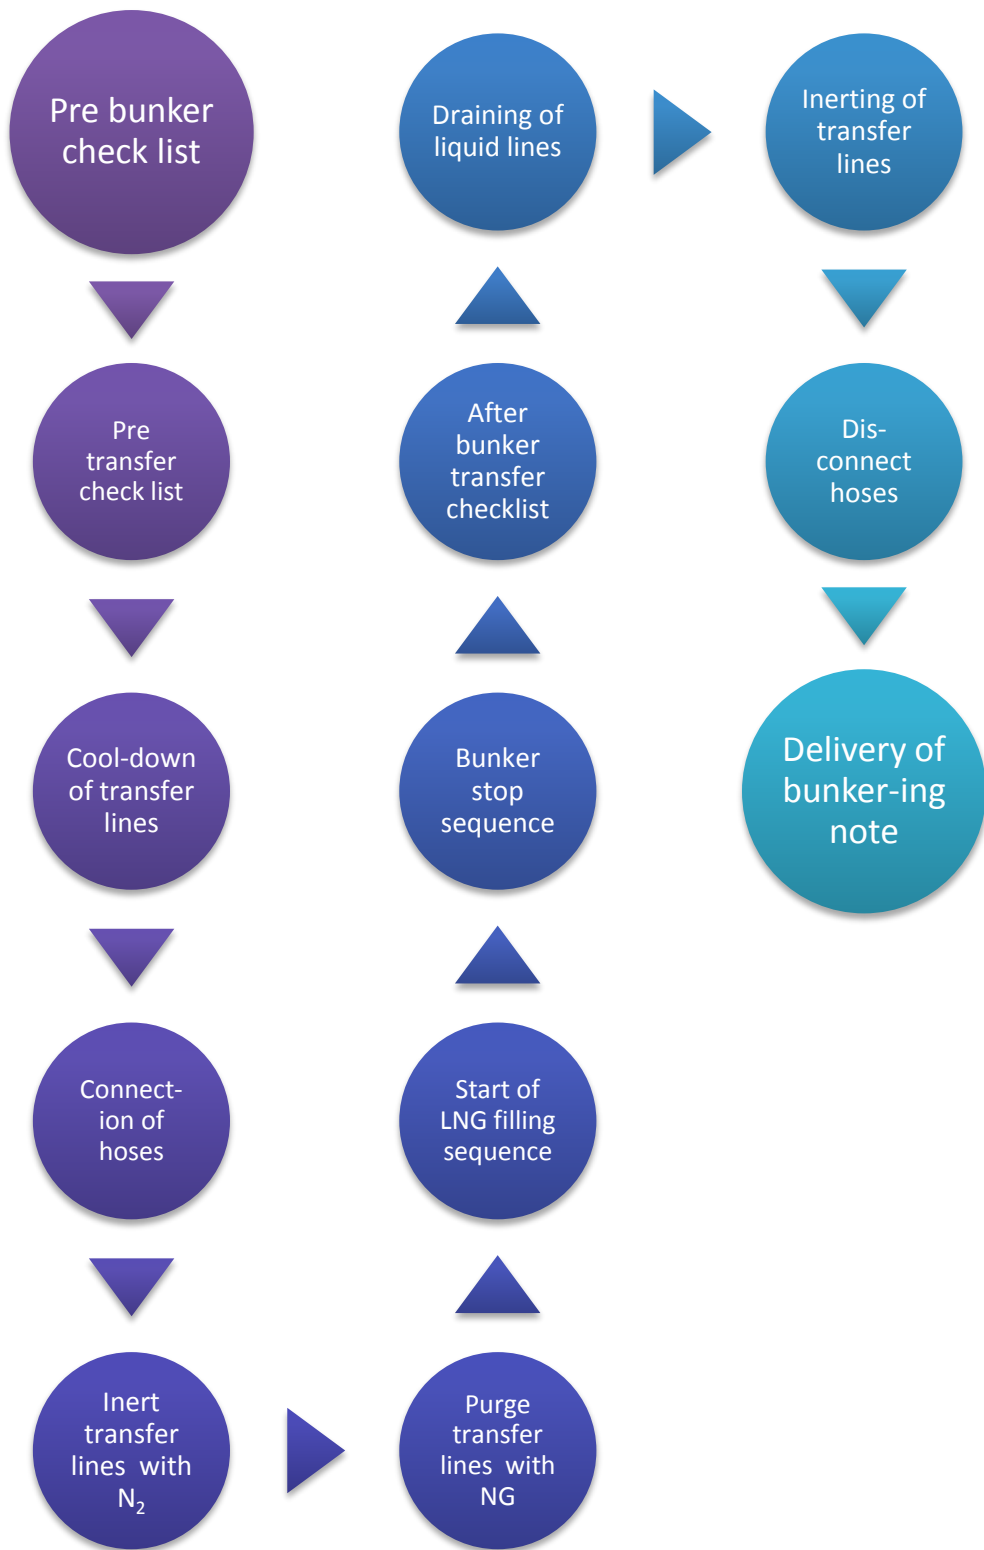 Pre bunker
check list
Pre
transfer
check list
Cool-down
of transfer
lines
Connect-
ion of
hoses
Inert
transfer
lines with
N₂
Purge
transfer
lines with
NG
Start of
LNG filling
sequence
Bunker
stop
sequence
After
bunker
transfer
checklist
Draining of
liquid lines
Inerting of
transfer
lines
Dis-
connect
hoses
Delivery of
bunker-ing
note